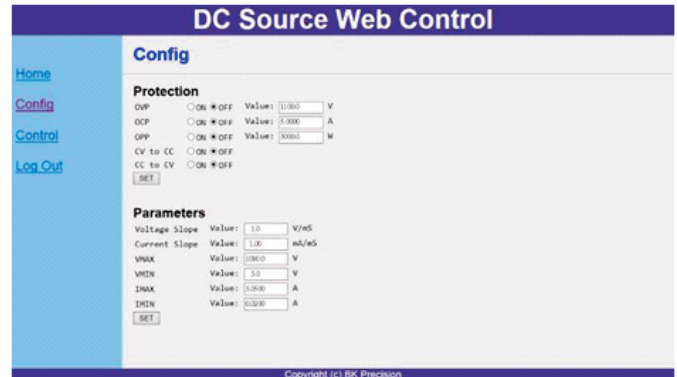 DC Source Web Control
Home
Config
Control
Log Out
Config
Protection
OVP ON OFF Value: V
OCP ON OFF Value: 5.0000 A
OPP ON OFF Value: W
CV to CC ON OFF
CC to CV ON OFF
SET
Parameters
Voltage Slope Value: 1.0 V/mS
Current Slope Value: 1.00 mA/mS
VMAX Value: V
VMIN Value: 5.0 V
IMAX Value: A
IMIN Value: A
SET
Copyright (c) BK Precision